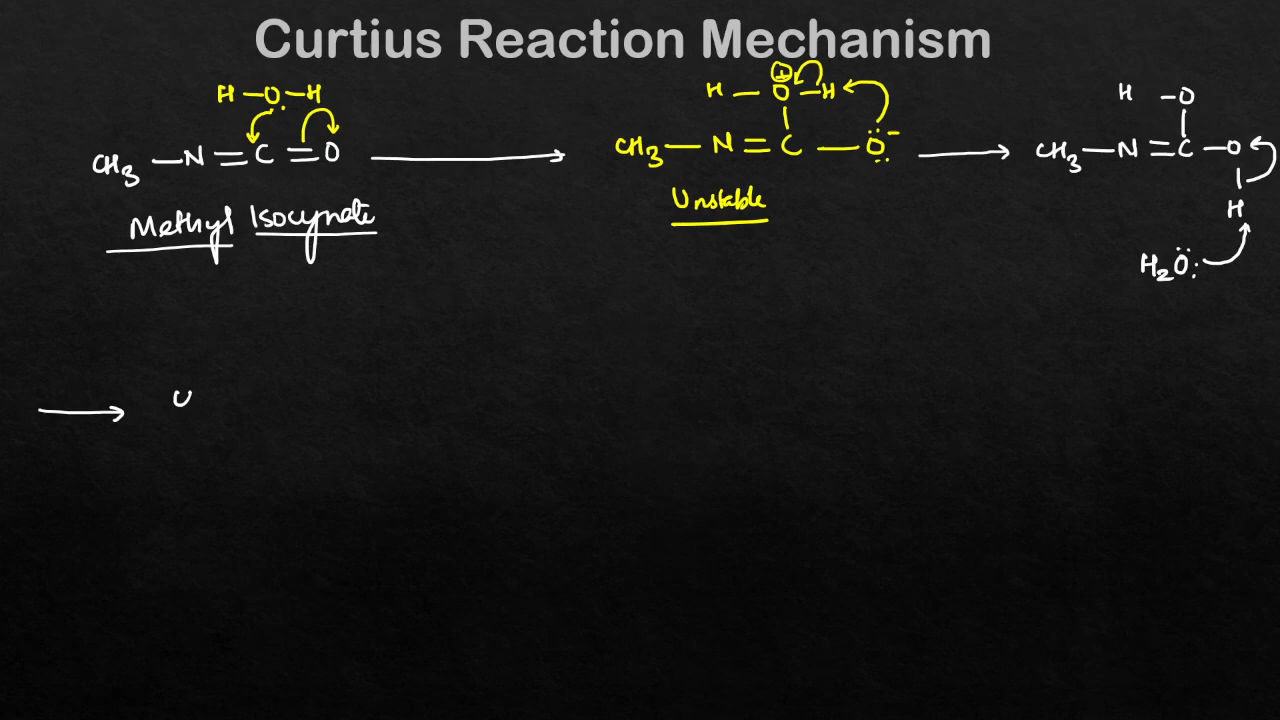 Curtius Reaction Mechanism
H—O—H
CH3—N=C=O
Methyl Isocynate
⊕
H—O—H
CH3—N=C—O−
Unstable
H —O
CH3—N=C—O
H
H2O: